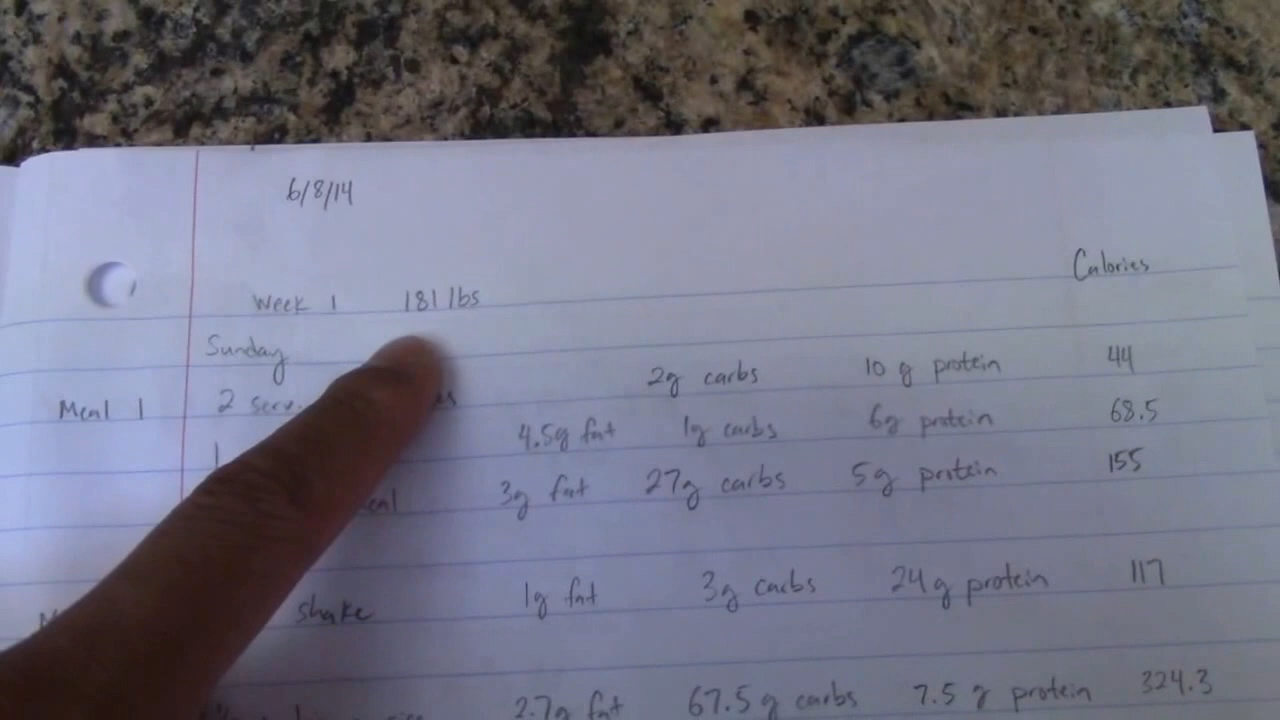 6/8/14
Calories
Week 1 181 lbs
Sunday
Meal 1 2 2g carbs 10 g protein 44
1 4.5g fat 1g carbs 6g protein 68.5
3g fat 27g carbs 5g protein 155
shake 1g fat 3g carbs 24g protein 117
2.7g fat 67.5g carbs 7.5 g protein 324.3